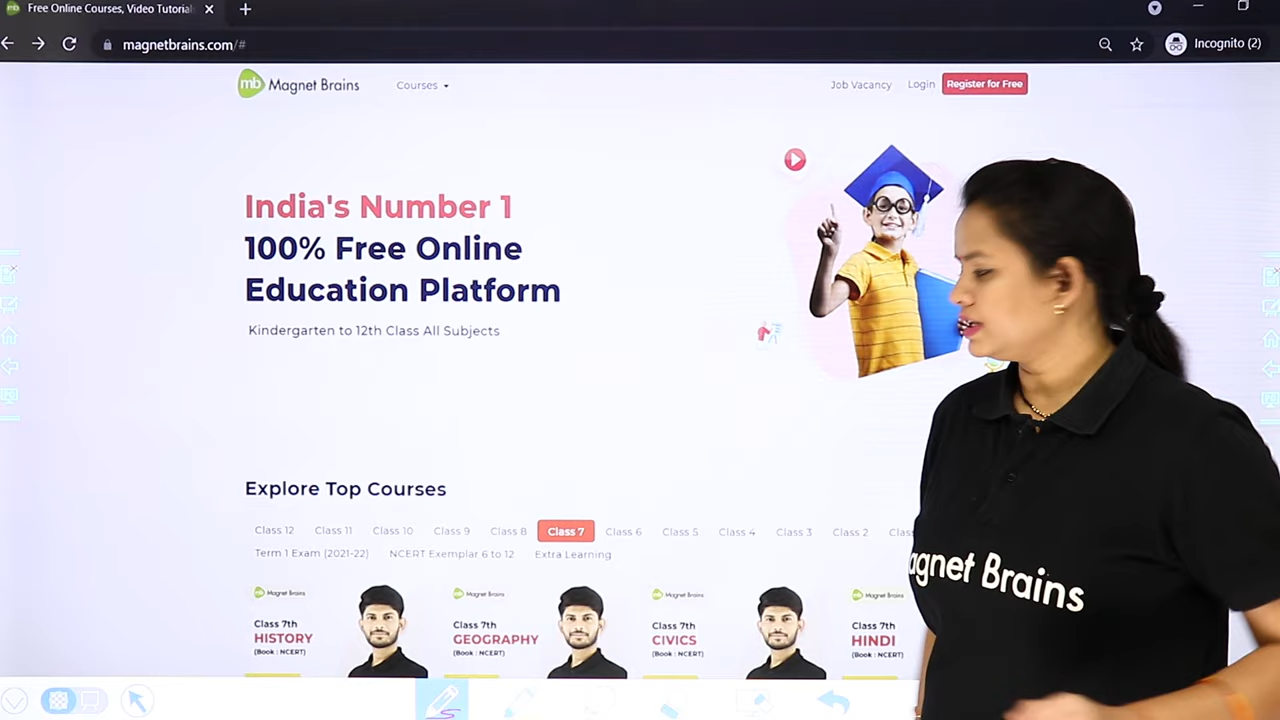 Free Online Courses, Video Tutorial
magnetbrains.com/#
Incognito (2)
mb Magnet Brains
Courses
Job Vacancy
Login
Register for Free
India's Number 1
100% Free Online
Education Platform
Kindergarten to 12th Class All Subjects
Explore Top Courses
Class 12 Class 11 Class 10 Class 9 Class 8 Class 7 Class 6 Class 5 Class 4 Class 3 Class 2
Term 1 Exam (2021-22) NCERT Exemplar 6 to 12 Extra Learning
Magnet Brains
Class 7th
HISTORY
(Book : NCERT)
Magnet Brains
Class 7th
GEOGRAPHY
(Book : NCERT)
Magnet Brains
Class 7th
CIVICS
(Book : NCERT)
Magnet Brains
Class 7th
HINDI
(Book : NCERT)
agnet Brains